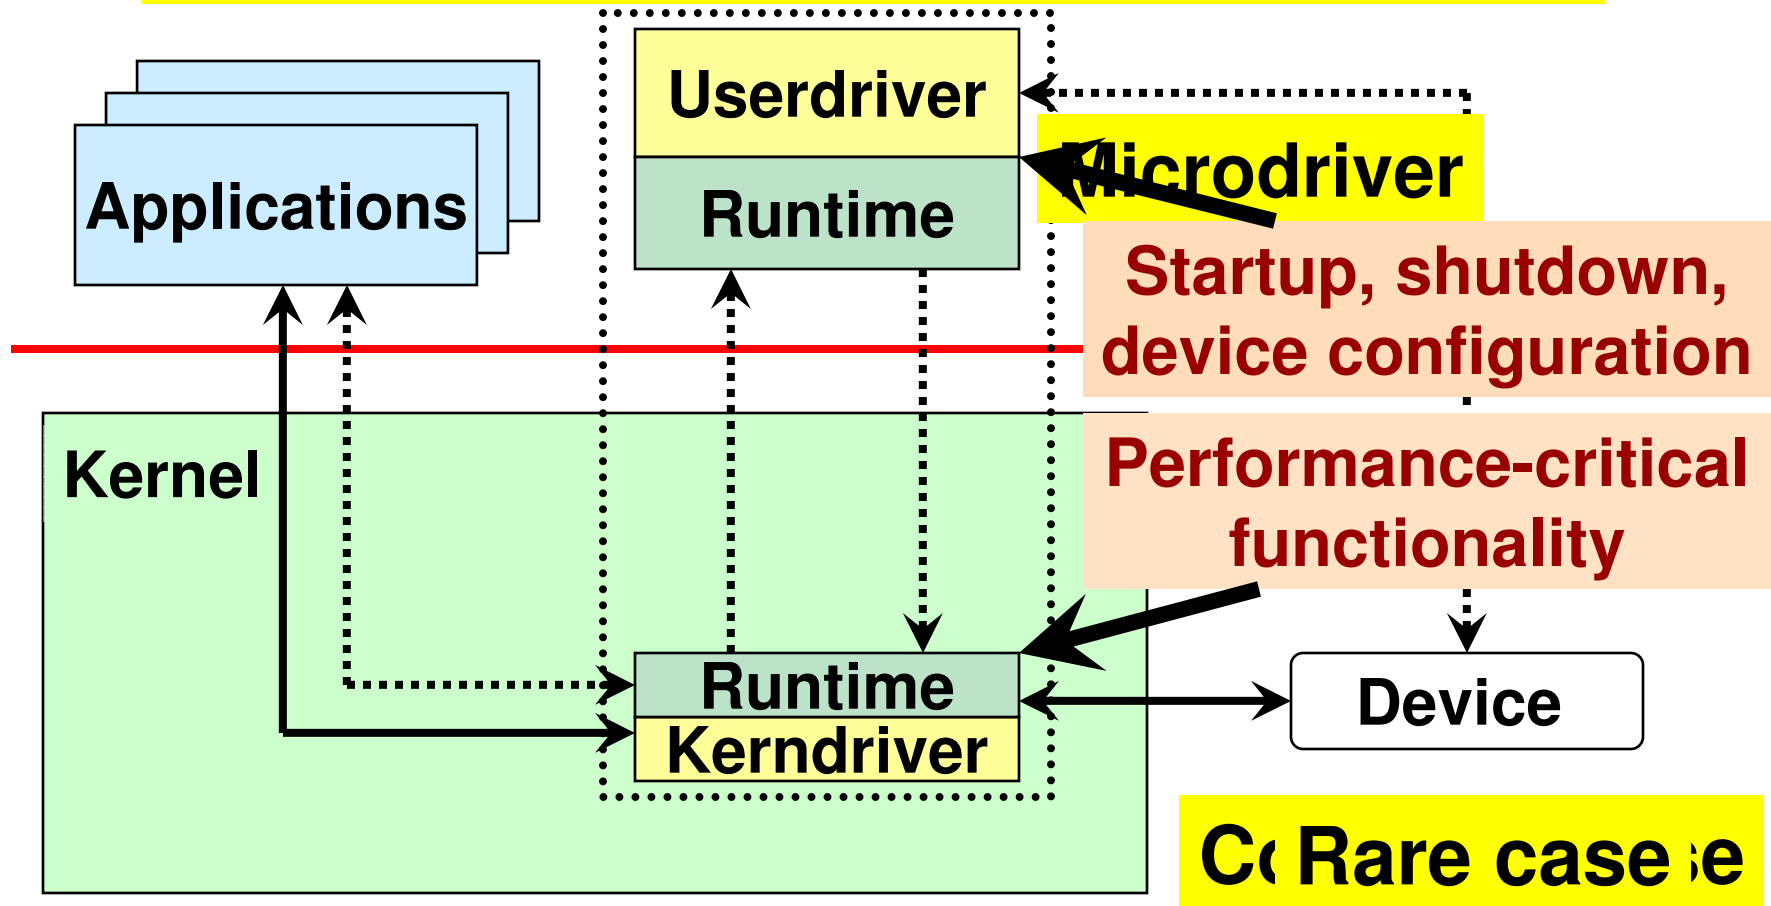 Userdriver
Microdriver
Applications
Runtime
Startup, shutdown,
device configuration
Kernel
Performance-critical
functionality
Runtime
Device
Kerndriver
Rare case